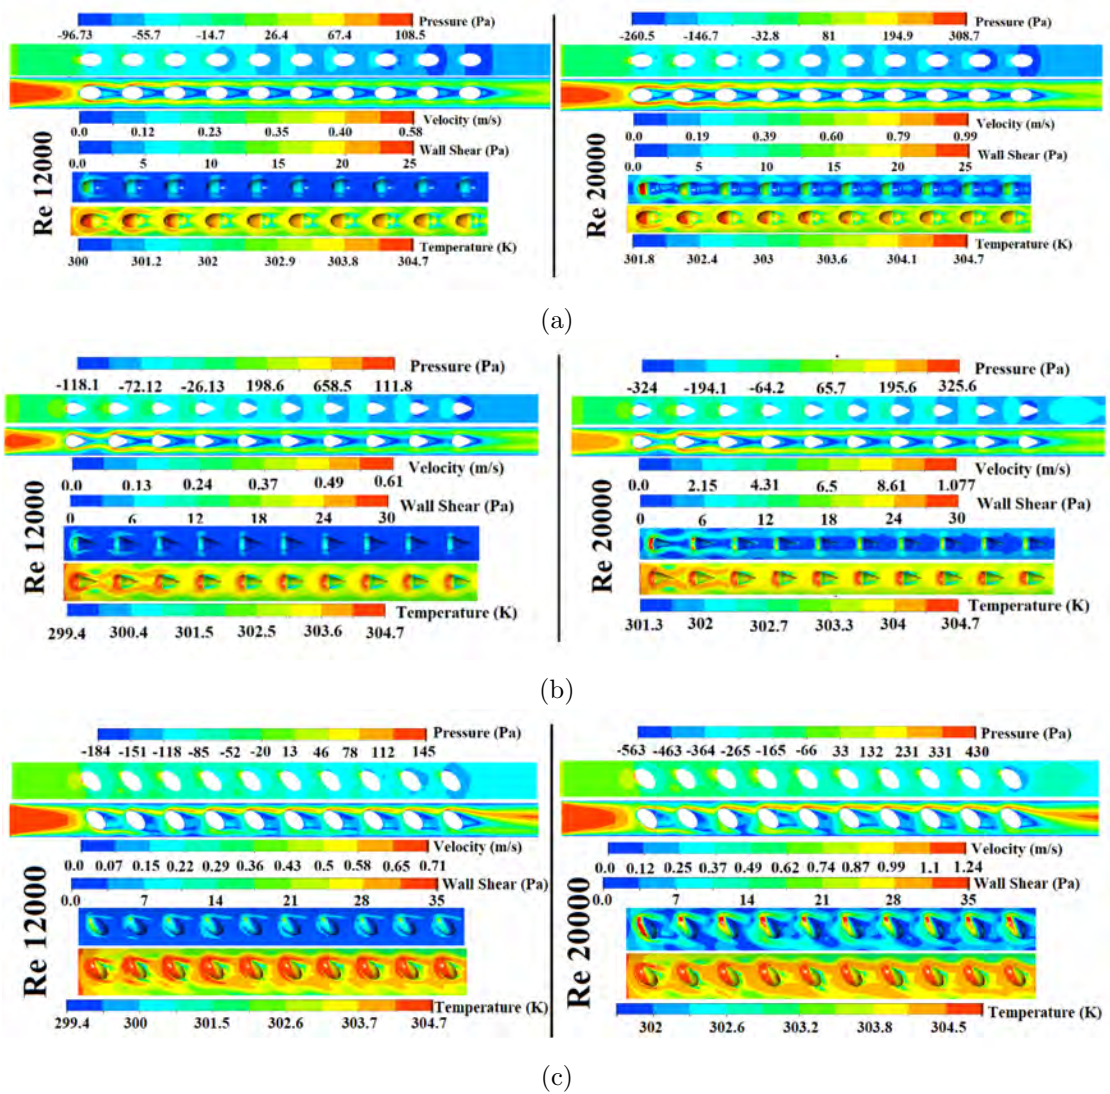 Pressure (Pa)
-96.73 -55.7 -14.7 26.4 67.4 108.5
Velocity (m/s)
0.0 0.12 0.23 0.35 0.40 0.58
Wall Shear (Pa)
0.0 5 10 15 20 25
Re 12000
Temperature (K)
300 301.2 302 302.9 303.8 304.7
Pressure (Pa)
-260.5 -146.7 -32.8 81 194.9 308.7
Velocity (m/s)
0.0 0.19 0.39 0.60 0.79 0.99
Wall Shear (Pa)
0.0 5 10 15 20 25
Re 20000
Temperature (K)
301.8 302.4 303 303.6 304.1 304.7
(a)
Pressure (Pa)
-118.1 -72.12 -26.13 198.6 658.5 111.8
Velocity (m/s)
0.0 0.13 0.24 0.37 0.49 0.61
Wall Shear (Pa)
0 6 12 18 24 30
Re 12000
Temperature (K)
299.4 300.4 301.5 302.5 303.6 304.7
Pressure (Pa)
-324 -194.1 -64.2 65.7 195.6 325.6
Velocity (m/s)
0.0 2.15 4.31 6.5 8.61 1.077
Wall Shear (Pa)
0 6 12 18 24 30
Re 20000
Temperature (K)
301.3 302 302.7 303.3 304 304.7
(b)
Pressure (Pa)
-184 -151 -118 -85 -52 -20 13 46 78 112 145
Velocity (m/s)
0.0 0.07 0.15 0.22 0.29 0.36 0.43 0.5 0.58 0.65 0.71
Wall Shear (Pa)
0.0 7 14 21 28 35
Re 12000
Temperature (K)
299.4 300 301.5 302.6 303.7 304.7
Pressure (Pa)
-563 -463 -364 -265 -165 -66 33 132 231 331 430
Velocity (m/s)
0.0 0.12 0.25 0.37 0.49 0.62 0.74 0.87 0.99 1.1 1.24
Wall Shear (Pa)
0.0 7 14 21 28 35
Re 20000
Temperature (K)
302 302.6 303.2 303.8 304.5
(c)